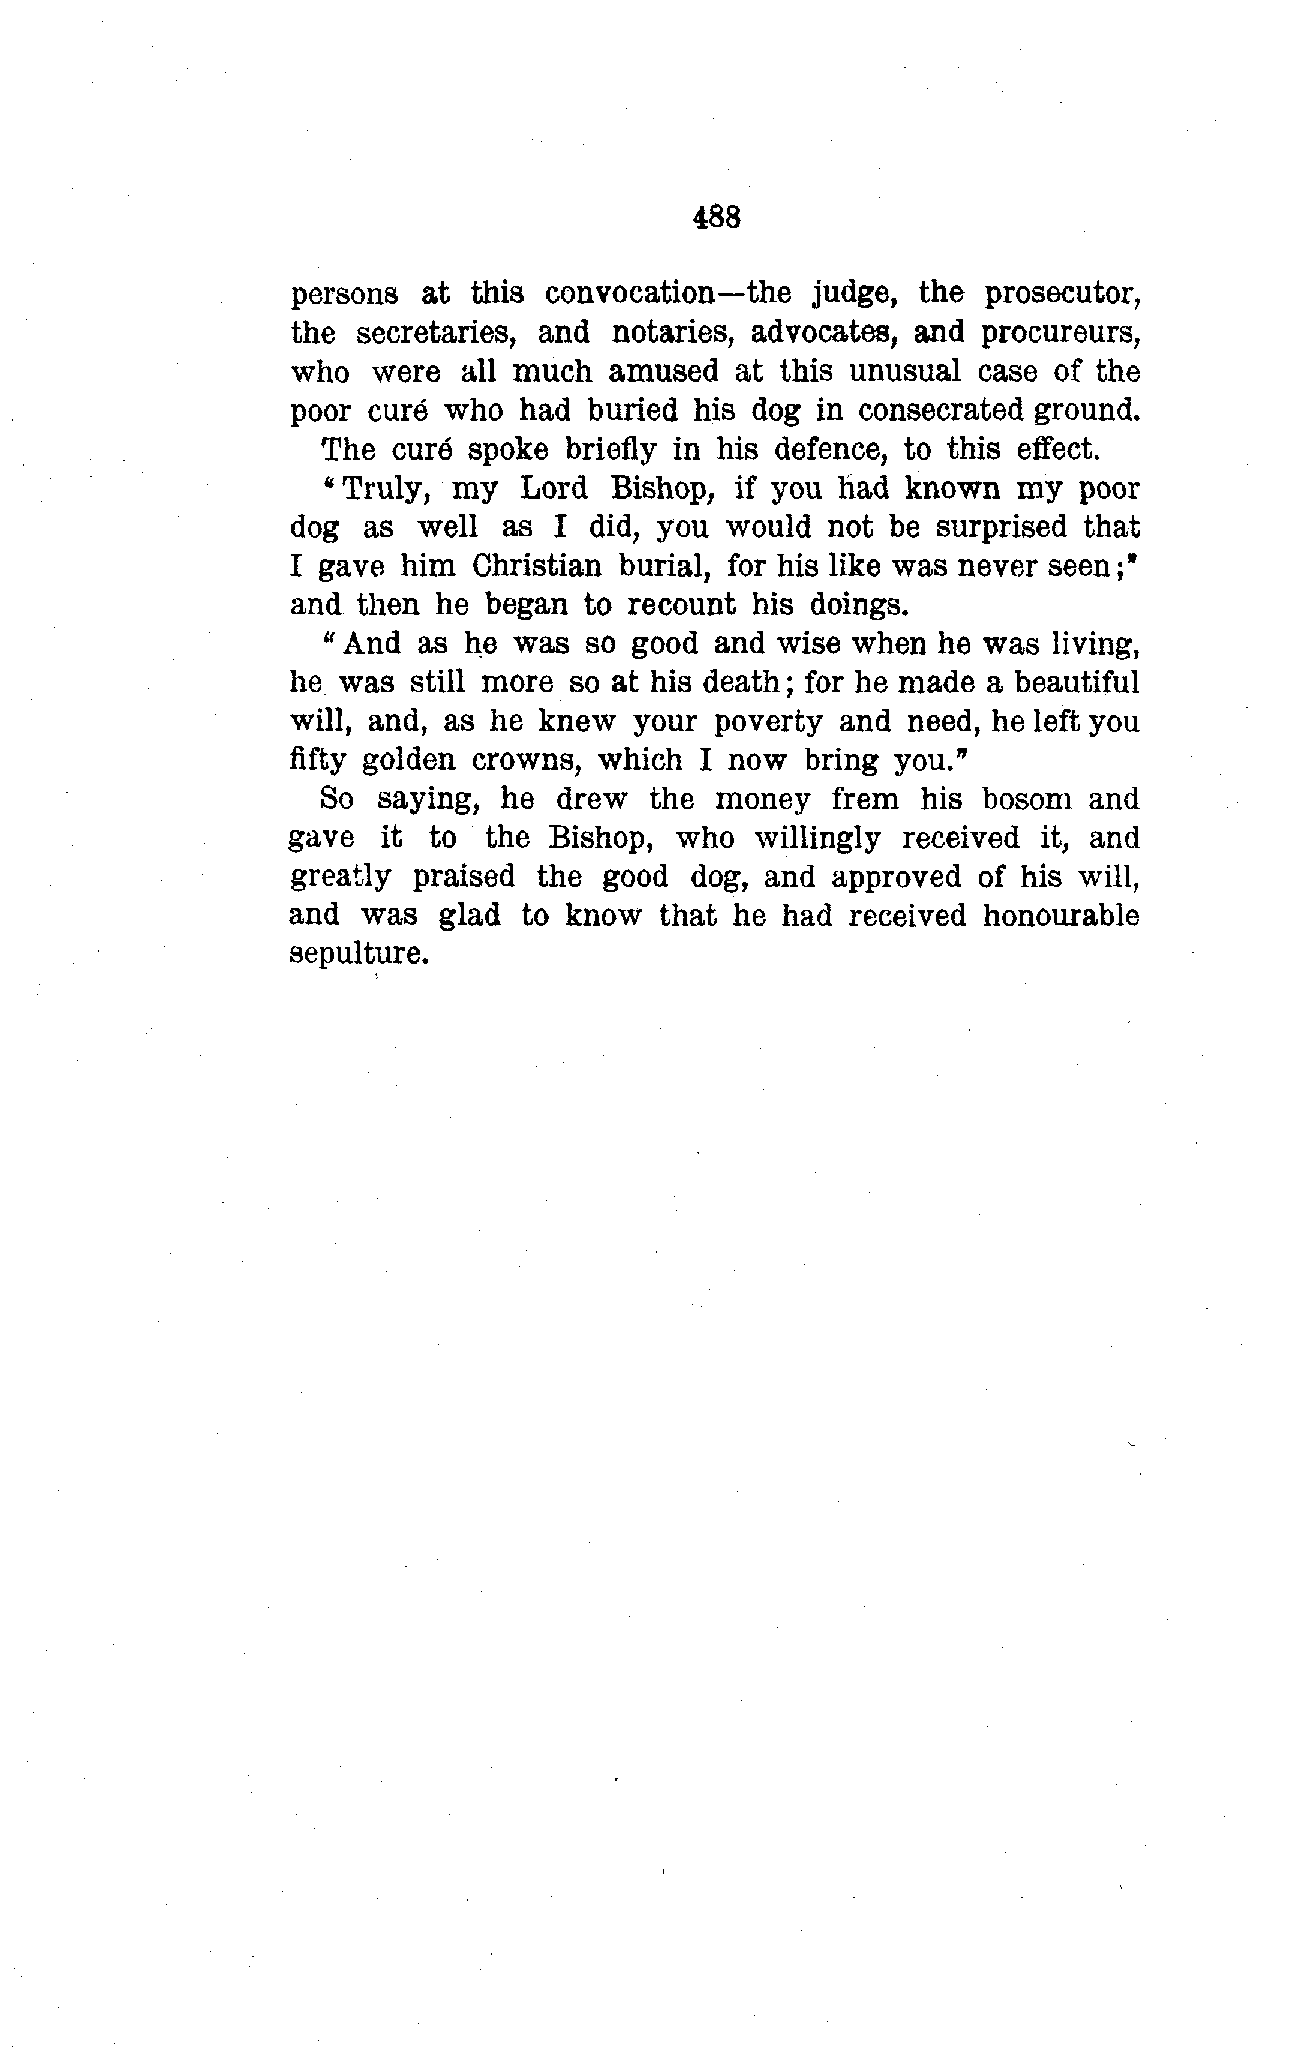 488
persons at this convocation—the judge, the prosecutor,
the secretaries, and notaries, advocates, and procureurs,
who were all much amused at this unusual case of the
poor curé who had buried his dog in consecrated ground.
The curé spoke briefly in his defence, to this effect.
“Truly, my Lord Bishop, if you had known my poor
dog as well as I did, you would not be surprised that
I gave him Christian burial, for his like was never seen;”
and then he began to recount his doings.
“And as he was so good and wise when he was living,
he was still more so at his death; for he made a beautiful
will, and, as he knew your poverty and need, he left you
fifty golden crowns, which I now bring you.”
So saying, he drew the money frem his bosom and
gave it to the Bishop, who willingly received it, and
greatly praised the good dog, and approved of his will,
and was glad to know that he had received honourable
sepulture.